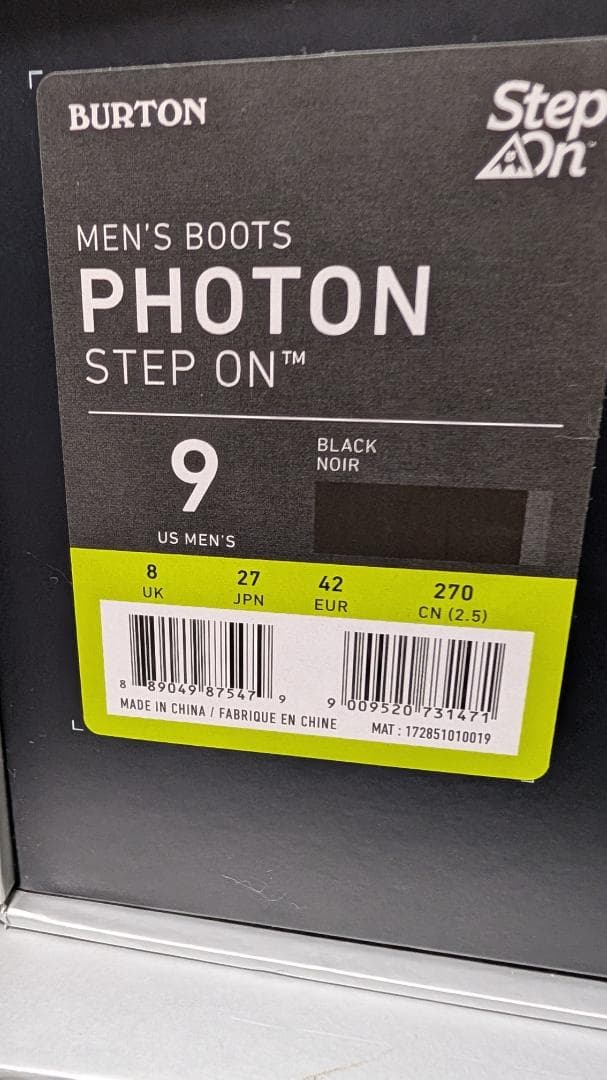 BURTON
Step
On™
MEN'S BOOTS
PHOTON
STEP ON™
9
US MEN'S
BLACK
NOIR
8 27 42 270
UK JPN EUR CN (2.5)
8 89049 87547 9
9 009520 731471
MADE IN CHINA / FABRIQUE EN CHINE
MAT : 172851010019